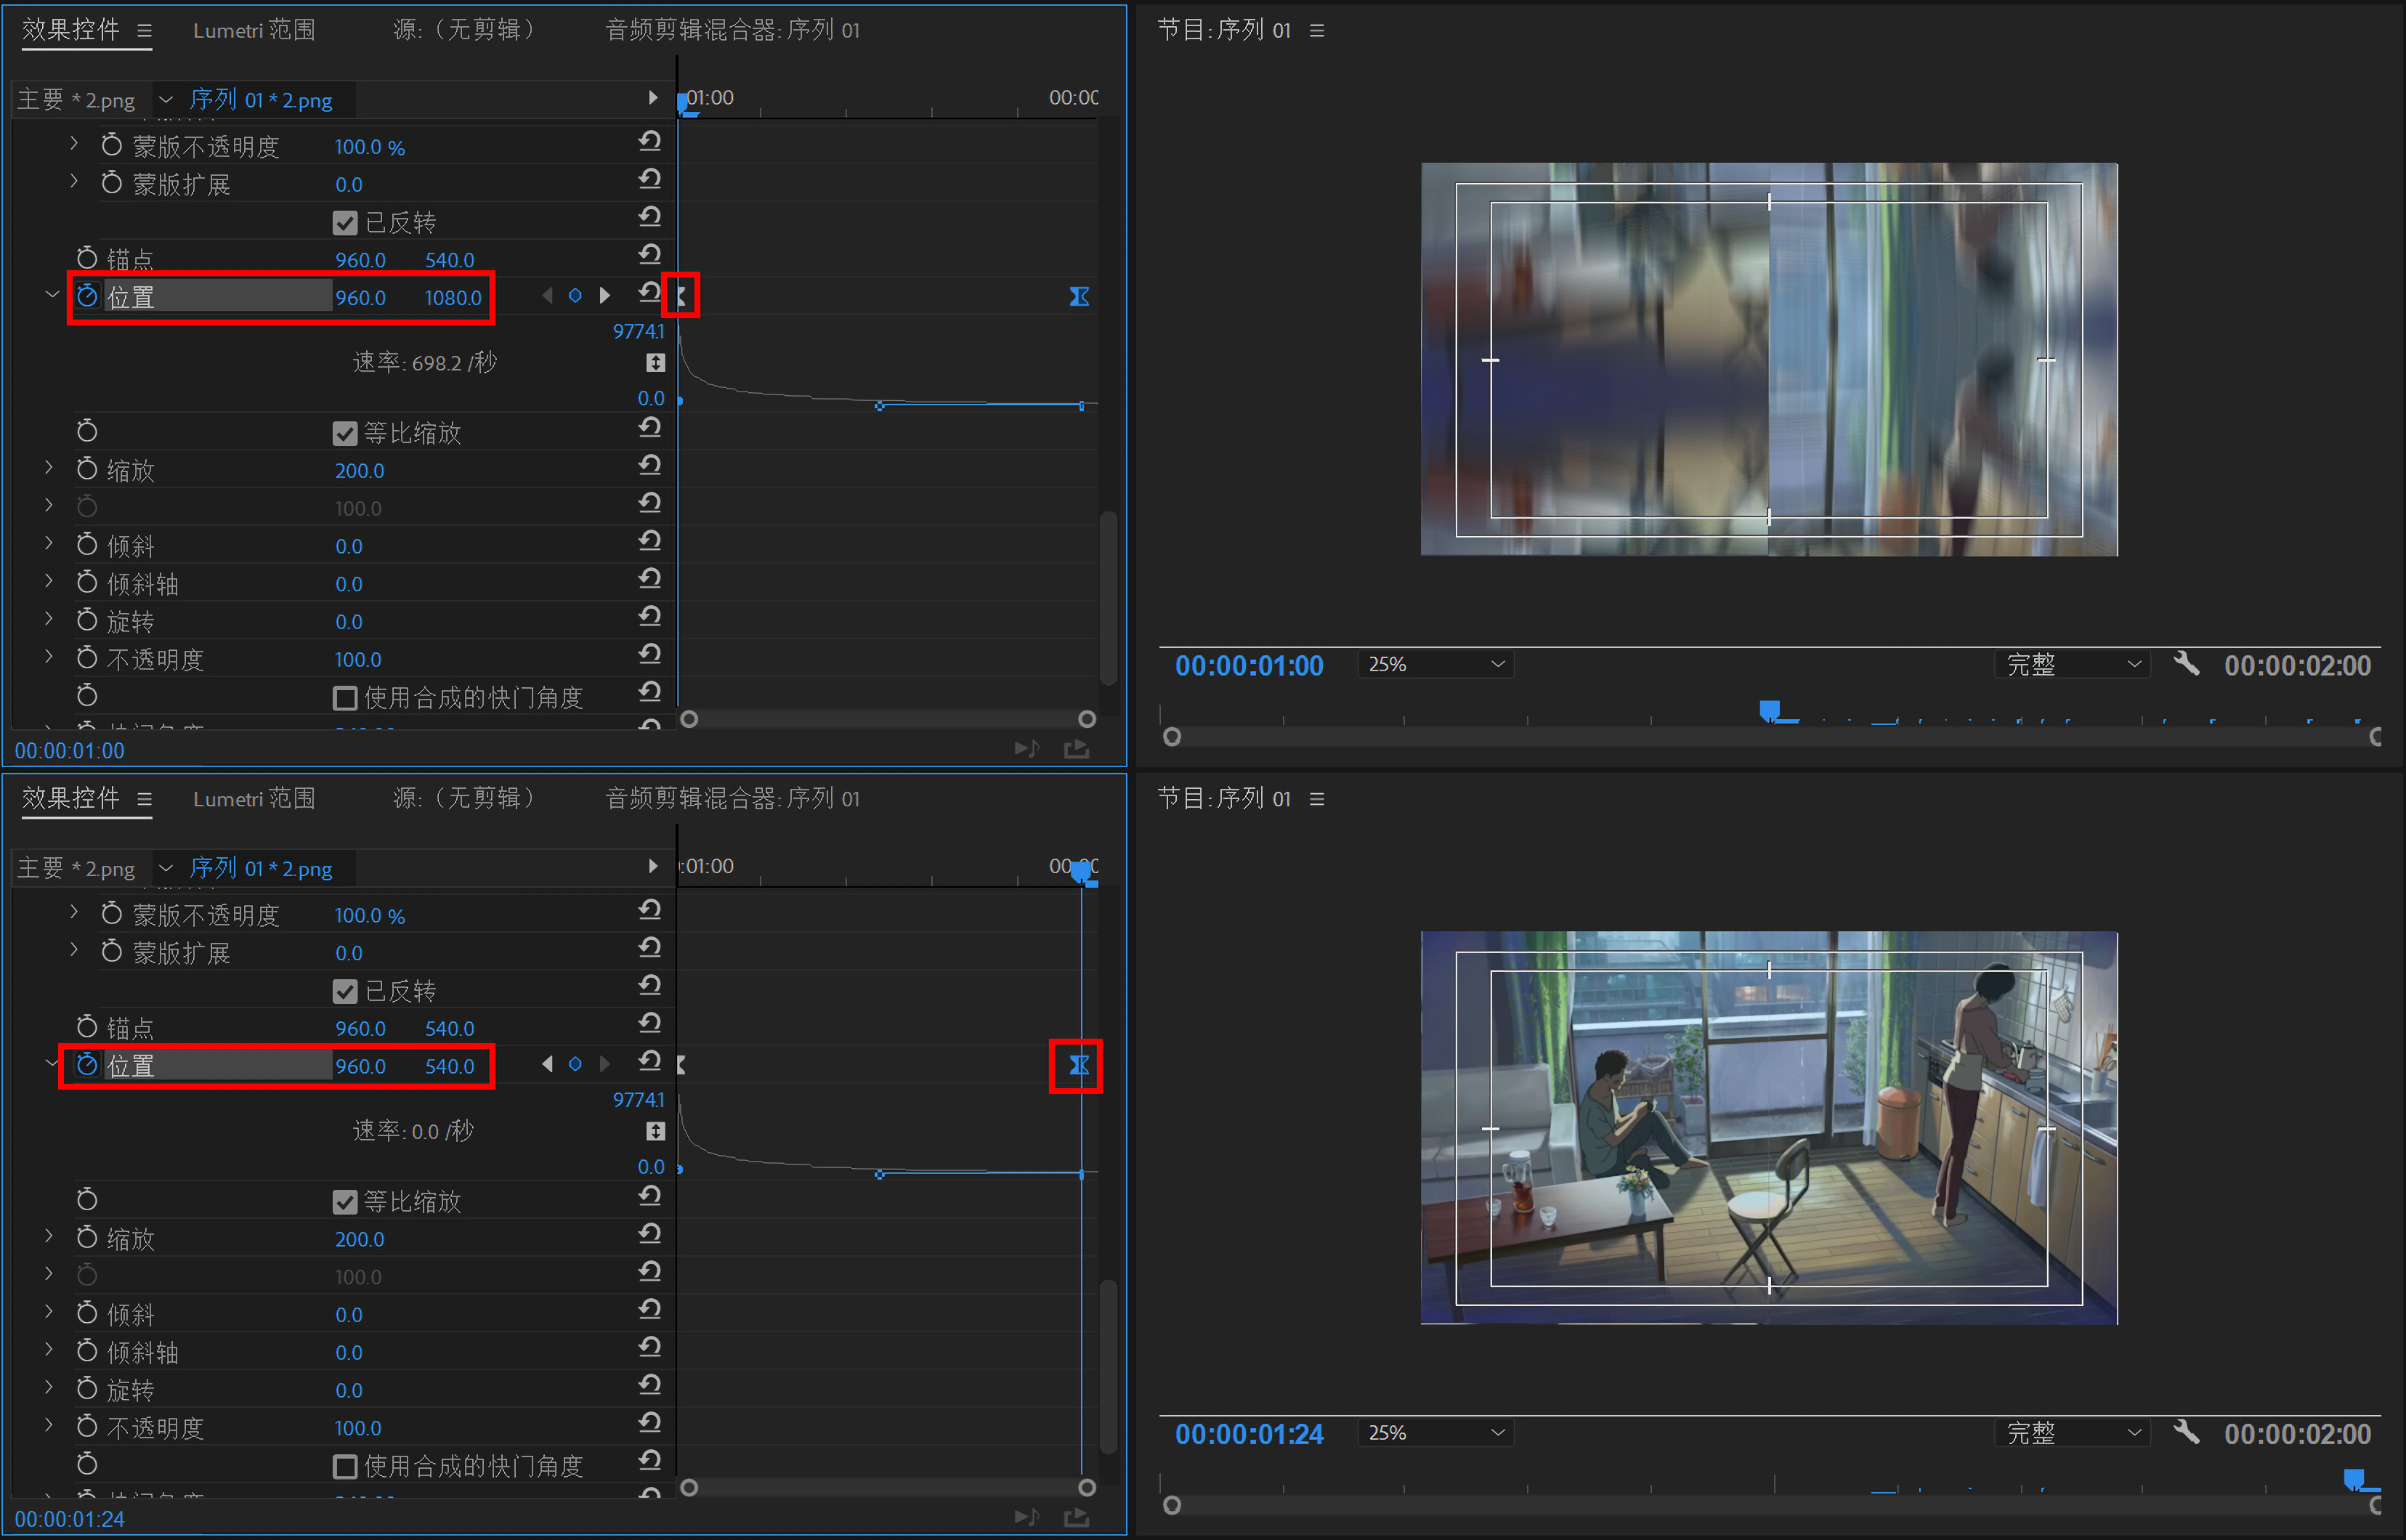 效果控件 Lumetri 范围 源:（无剪辑） 音频剪辑混合器: 序列 01
节目: 序列 01
主要 * 2.png 序列 01 * 2.png
01:00
蒙版不透明度 100.0 %
蒙版扩展 0.0
已反转
锚点 960.0 540.0
位置 960.0 1080.0
9774.1
速率: 698.2 /秒
0.0
等比缩放
缩放 200.0
100.0
倾斜 0.0
倾斜轴 0.0
旋转 0.0
不透明度 100.0
使用合成的快门角度
00:00:01:00
00:00:01:00 25% 完整 00:00:02:00
效果控件 Lumetri 范围 源:（无剪辑） 音频剪辑混合器: 序列 01
节目: 序列 01
主要 * 2.png 序列 01 * 2.png
:01:00
蒙版不透明度 100.0 %
蒙版扩展 0.0
已反转
锚点 960.0 540.0
位置 960.0 540.0
9774.1
速率: 0.0 /秒
0.0
等比缩放
缩放 200.0
100.0
倾斜 0.0
倾斜轴 0.0
旋转 0.0
不透明度 100.0
使用合成的快门角度
00:00:01:24
00:00:01:24 25% 完整 00:00:02:00